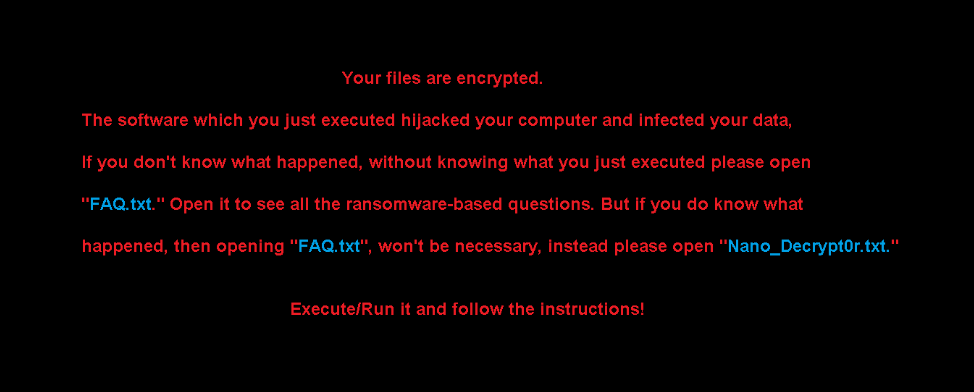 Your files are encrypted.
The software which you just executed hijacked your computer and infected your data,
If you don't know what happened, without knowing what you just executed please open
"FAQ.txt." Open it to see all the ransomware-based questions. But if you do know what
happened, then opening "FAQ.txt", won't be necessary, instead please open "Nano_Decrypt0r.txt."
Execute/Run it and follow the instructions!